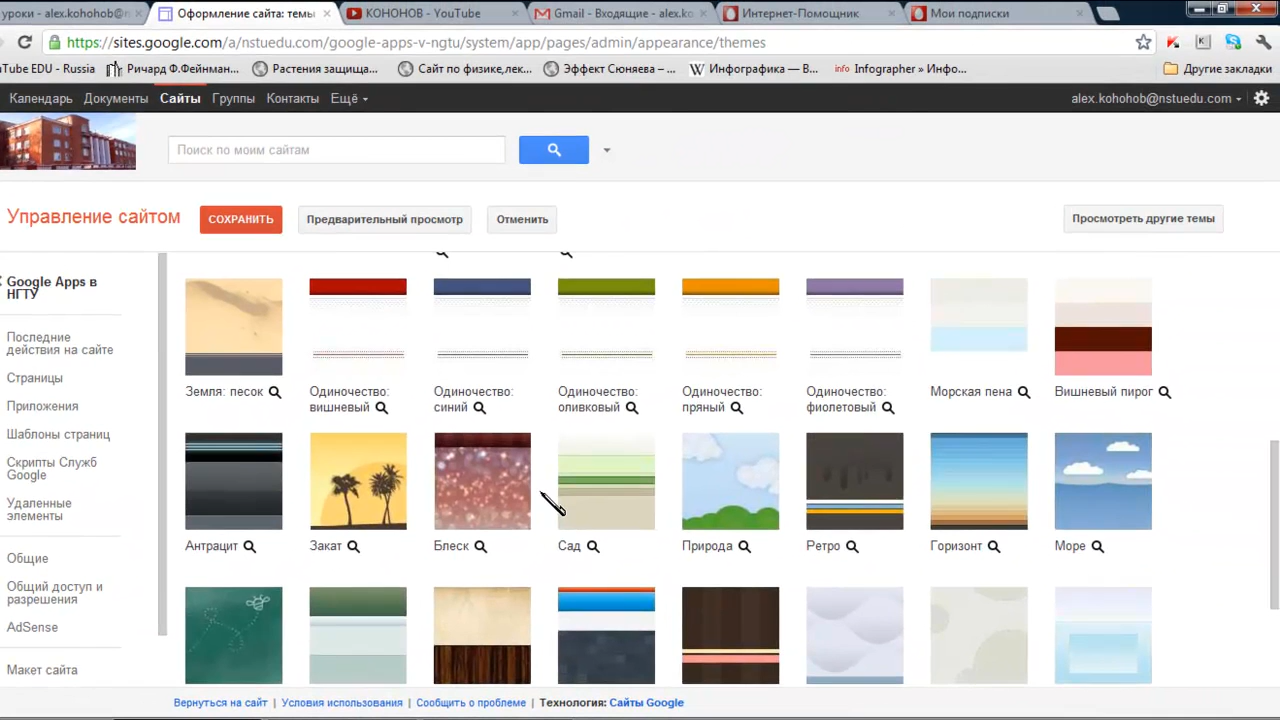 уроки - alex.kohohob@n
Оформление сайта: темы
КОНОНОВ - YouTube
Gmail - Входящие - alex.ko
Интернет-Помощник
Мои подписки
https://sites.google.com/a/nstuedu.com/google-apps-v-ngtu/system/app/pages/admin/appearance/themes
Tube EDU - Russia
Ричард Ф.Фейнман...
Растения защища...
Сайт по физике,лек...
Эффект Сюняева – ...
Инфографика — В...
info Infographer » Инфо...
Другие закладки
Календарь Документы Сайты Группы Контакты Ещё
alex.kohohob@nstuedu.com
Поиск по моим сайтам
Управление сайтом
СОХРАНИТЬ
Предварительный просмотр
Отменить
Просмотреть другие темы
Google Apps в
НГТУ
Последние
действия на сайте
Страницы
Приложения
Шаблоны страниц
Скрипты Служб
Google
Удаленные
элементы
Общие
Общий доступ и
разрешения
AdSense
Макет сайта
Земля: песок
Одиночество:
вишневый
Одиночество:
синий
Одиночество:
оливковый
Одиночество:
пряный
Одиночество:
фиолетовый
Морская пена
Вишневый пирог
Антрацит
Закат
Блеск
Сад
Природа
Ретро
Горизонт
Море
Вернуться на сайт | Условия использования | Сообщить о проблеме | Технология: Сайты Google